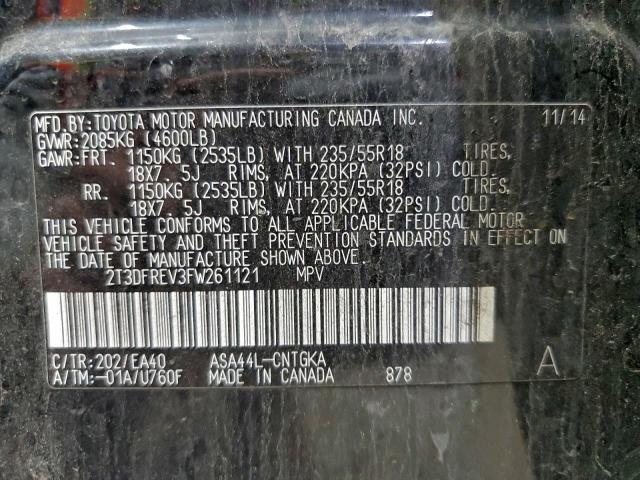 MFD.BY:TOYOTA MOTOR MANUFACTURING CANADA INC. 11/14
GVWR:2085KG (4600LB)
GAWR:FRT. 1150KG (2535LB) WITH 235/55R18 TIRES,
18X7.5J RIMS, AT 220KPA (32PSI) COLD.
RR. 1150KG (2535LB) WITH 235/55R18 TIRES,
18X7.5J RIMS, AT 220KPA (32PSI) COLD.
THIS VEHICLE CONFORMS TO ALL APPLICABLE FEDERAL MOTOR
VEHICLE SAFETY AND THEFT PREVENTION STANDARDS IN EFFECT ON
THE DATE OF MANUFACTURE SHOWN ABOVE.
2T3DFREV3FW261121 MPV
C/TR:202/EA40 ASA44L-CNTGKA A
A/TM:-01A/U760F MADE IN CANADA 878